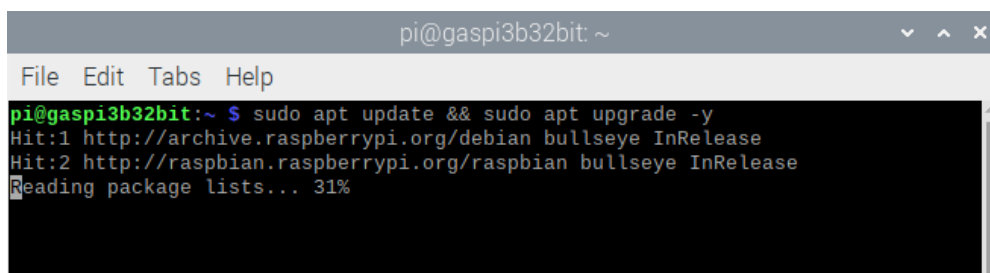 pi@gaspi3b32bit: ~
File Edit Tabs Help
pi@gaspi3b32bit:~ $ sudo apt update && sudo apt upgrade -y
Hit:1 http://archive.raspberrypi.org/debian bullseye InRelease
Hit:2 http://raspbian.raspberrypi.org/raspbian bullseye InRelease
Reading package lists... 31%